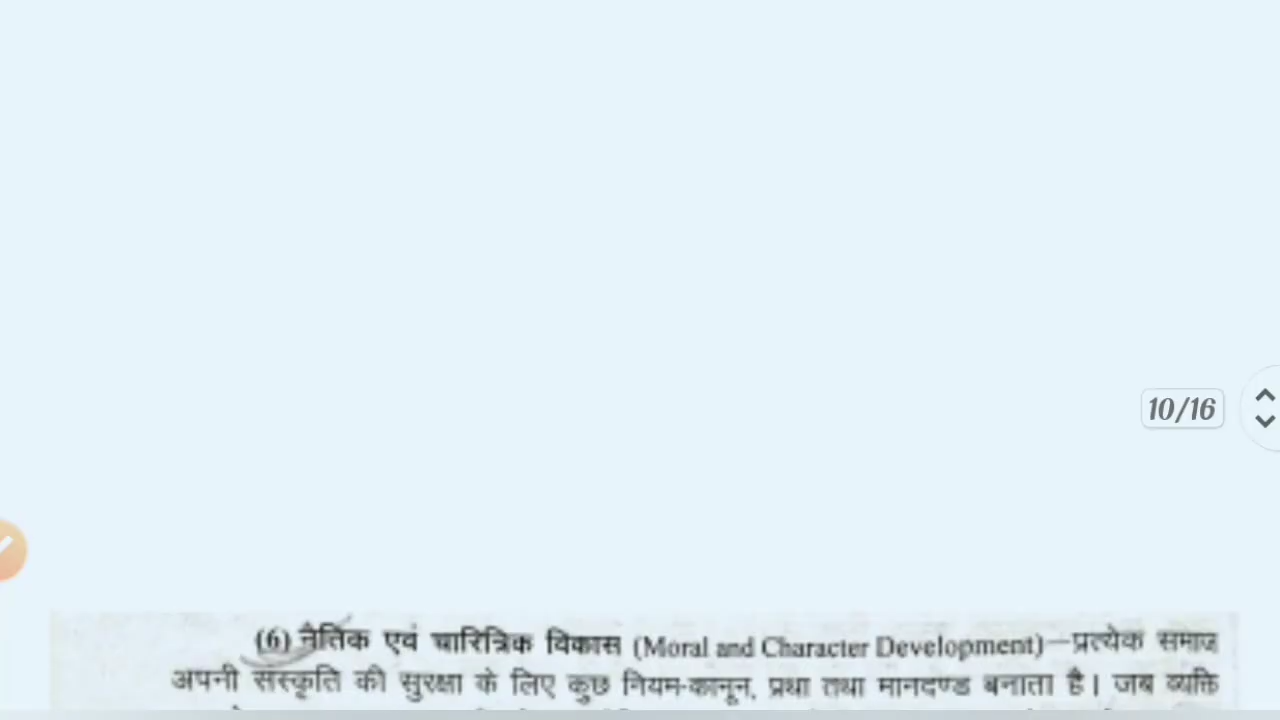 10/16
(6) नैतिक एवं चारित्रिक विकास (Moral and Character Development)—प्रत्येक समाज
अपनी संस्कृति की सुरक्षा के लिए कुछ नियम-कानून, प्रथा तथा मानदण्ड बनाता है। जब व्यक्ति